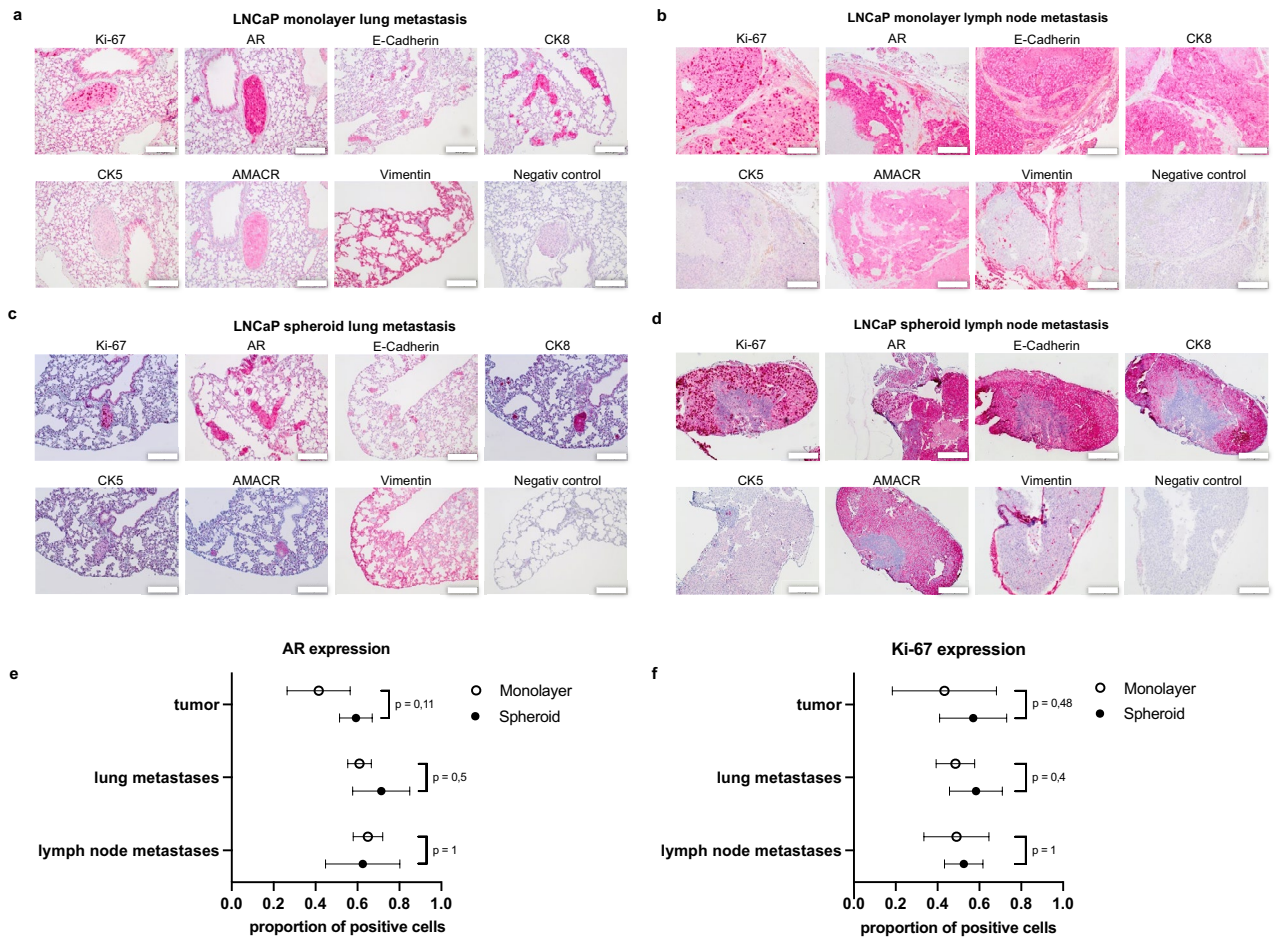 a
LNCaP monolayer lung metastasis
Ki-67 AR E-Cadherin CK8
CK5 AMACR Vimentin Negativ control
b
LNCaP monolayer lymph node metastasis
Ki-67 AR E-Cadherin CK8
CK5 AMACR Vimentin Negative control
c
LNCaP spheroid lung metastasis
Ki-67 AR E-Cadherin CK8
CK5 AMACR Vimentin Negativ control
d
LNCaP spheroid lymph node metastasis
Ki-67 AR E-Cadherin CK8
CK5 AMACR Vimentin Negative control
e
AR expression
tumor
lung metastases
lymph node metastases
p = 0,11
p = 0,5
p = 1
Monolayer
Spheroid
0.0 0.2 0.4 0.6 0.8 1.0
proportion of positive cells
f
Ki-67 expression
tumor
lung metastases
lymph node metastases
p = 0,48
p = 0,4
p = 1
Monolayer
Spheroid
0.0 0.2 0.4 0.6 0.8 1.0
proportion of positive cells